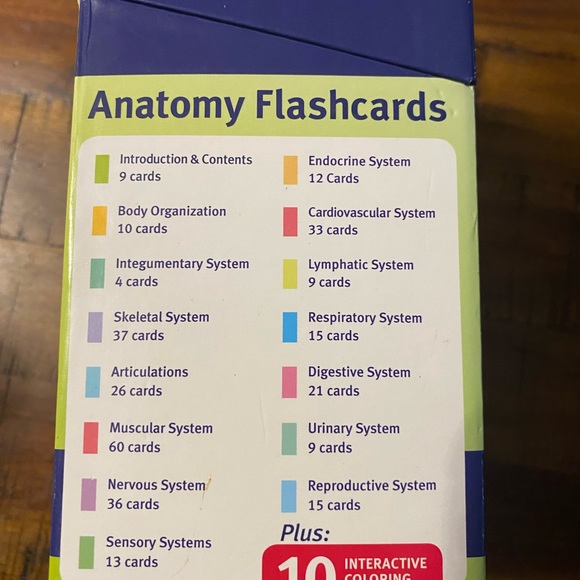 Anatomy Flashcards
Introduction & Contents
9 cards
Body Organization
10 cards
Integumentary System
4 cards
Skeletal System
37 cards
Articulations
26 cards
Muscular System
60 cards
Nervous System
36 cards
Sensory Systems
13 cards
Endocrine System
12 Cards
Cardiovascular System
33 cards
Lymphatic System
9 cards
Respiratory System
15 cards
Digestive System
21 cards
Urinary System
9 cards
Reproductive System
15 cards
Plus:
10 INTERACTIVE
COLORING